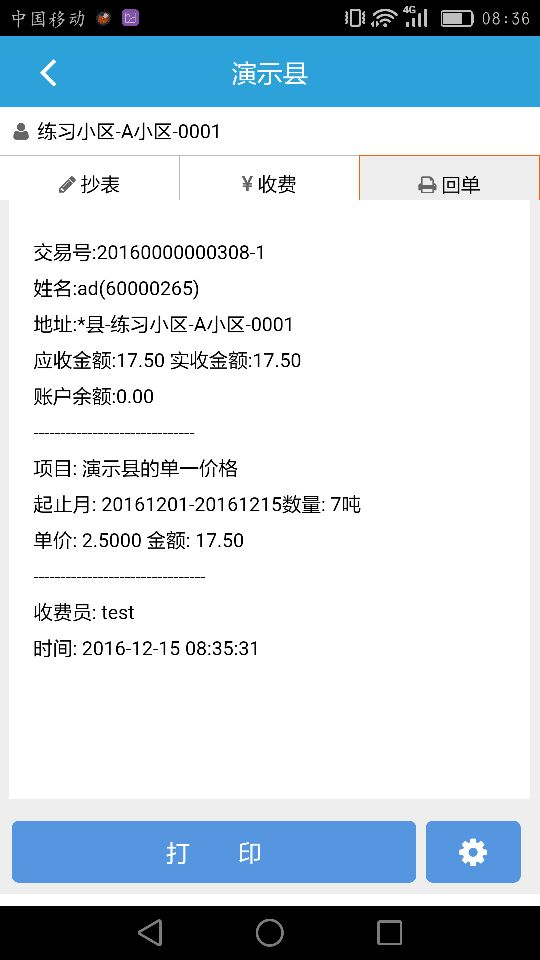 中国移动 4G 08:36
演示县
练习小区-A小区-0001
抄表 ¥收费 回单
交易号:20160000000308-1
姓名:ad(60000265)
地址:*县-练习小区-A小区-0001
应收金额:17.50 实收金额:17.50
账户余额:0.00
------------------------------
项目: 演示县的单一价格
起止月: 20161201-20161215数量: 7吨
单价: 2.5000 金额: 17.50
--------------------------------
收费员: test
时间: 2016-12-15 08:35:31
打 印